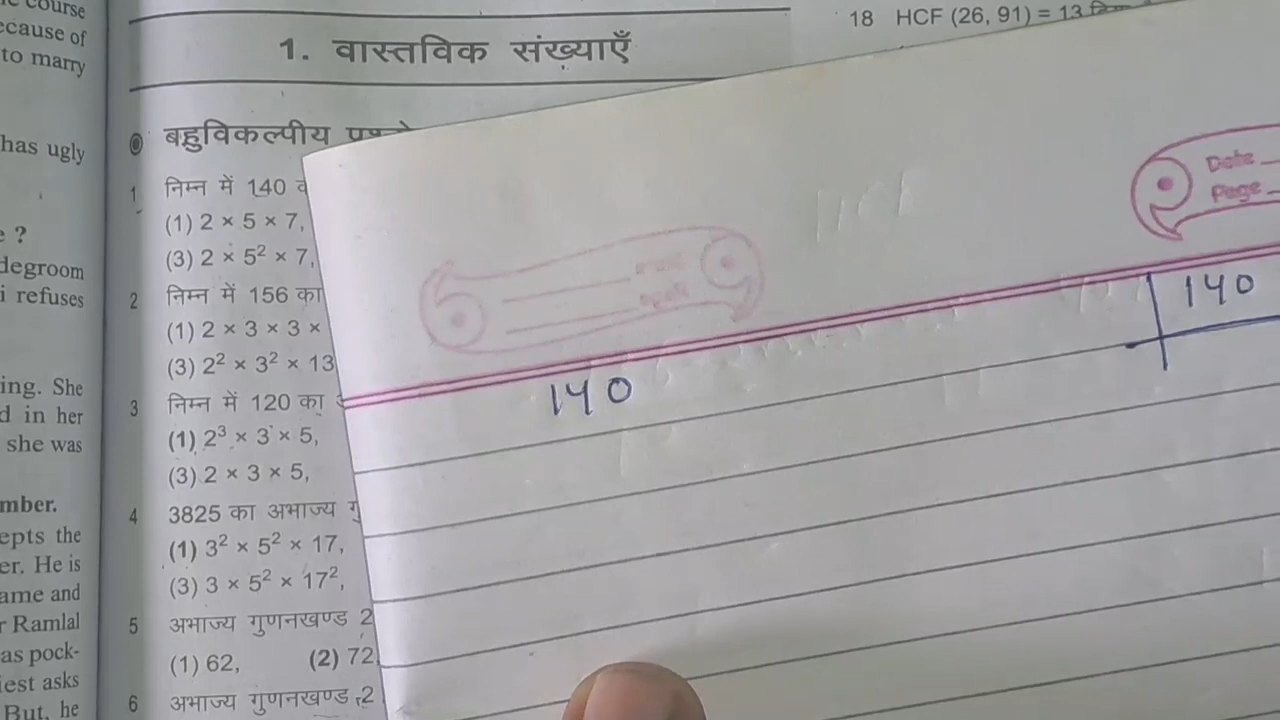 course
ecause of
to marry
has ugly
e ?
degroom
i refuses
ing. She
d in her
she was
mber.
epts the
er. He is
ame and
r Ramlal
as pock-
iest asks
But, he
1. वास्तविक संख्याएँ
बहुविकल्पीय
1 निम्न में 140
(1) 2 × 5 × 7,
(3) 2 × 5² × 7,
2 निम्न में 156 का
(1) 2 × 3 × 3 ×
(3) 2² × 3² × 13
3 निम्न में 120 का
(1) 2³ × 3 × 5,
(3) 2 × 3 × 5,
4 3825 का अभाज्य
(1) 3² × 5² × 17,
(3) 3 × 5² × 17²,
5 अभाज्य गुणनखण्ड 2
(1) 62, (2) 72
6 अभाज्य गुणनखण्ड 2
18 HCF (26, 91) = 13
Date
Page
140
140